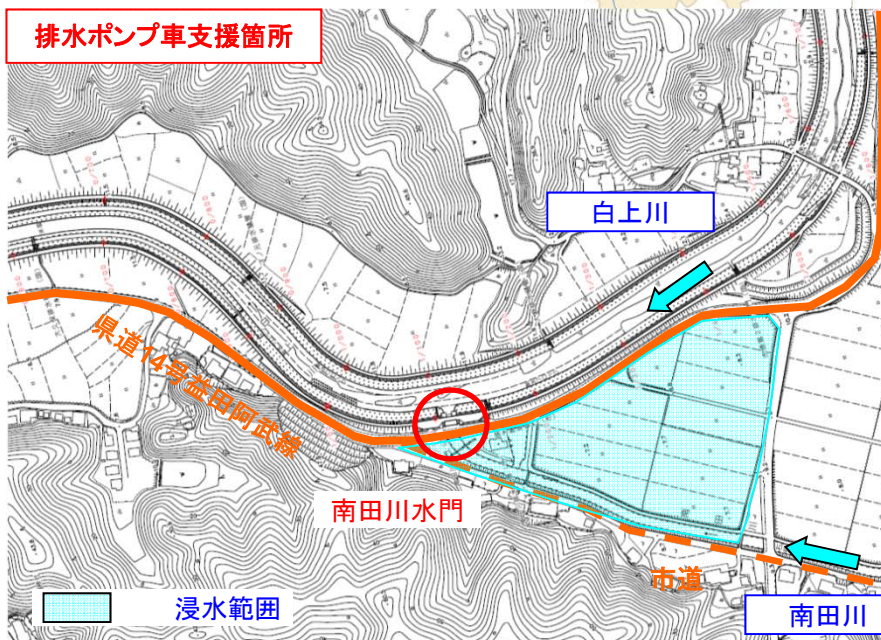 排水ポンプ車支援箇所
白上川
県道14号益田阿武線
南田川水門
市道
浸水範囲
南田川